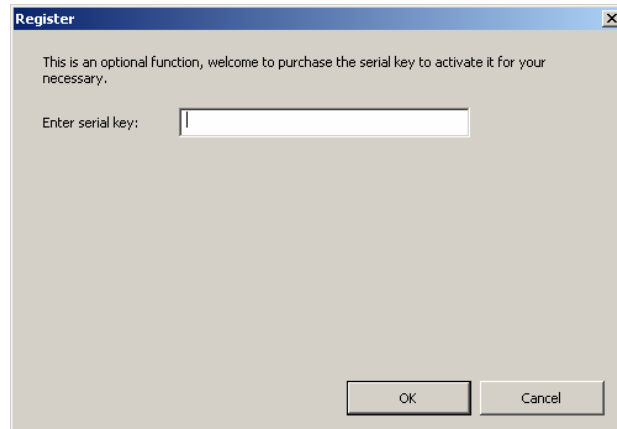 Register
This is an optional function, welcome to purchase the serial key to activate it for your
necessary.
Enter serial key:
OK
Cancel